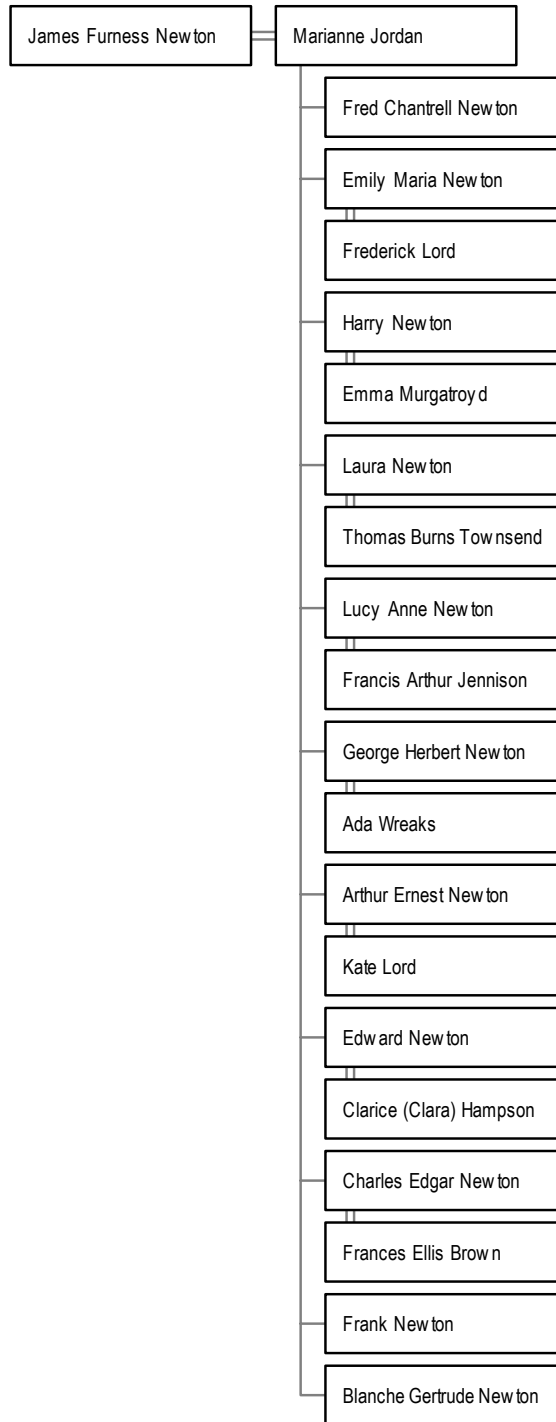 James Furness Newton
Marianne Jordan
Fred Chantrell Newton
Emily Maria Newton
Frederick Lord
Harry Newton
Emma Murgatroyd
Laura Newton
Thomas Burns Townsend
Lucy Anne Newton
Francis Arthur Jennison
George Herbert Newton
Ada Wreaks
Arthur Ernest Newton
Kate Lord
Edward Newton
Clarice (Clara) Hampson
Charles Edgar Newton
Frances Ellis Brown
Frank Newton
Blanche Gertrude Newton